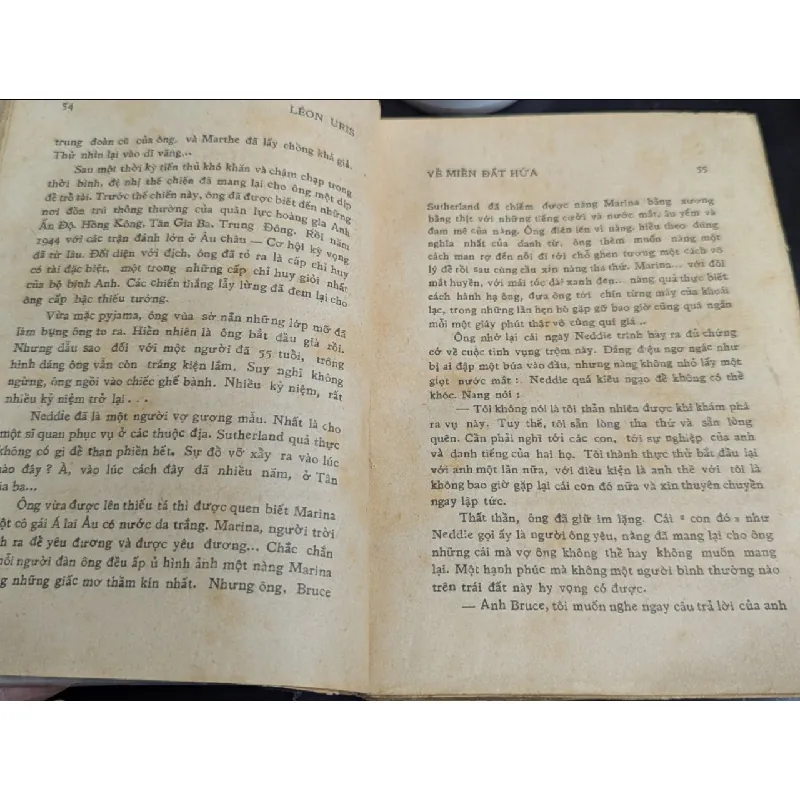 54
LÉON URIS
trung đoàn cũ của ông. và Marthe đã lấy chồng khá giả.
Thử nhìn lại vào dĩ vãng...
Sau một thời kỳ tiến thủ khó khăn và chậm chạp trong
thời bình, đệ nhị thế chiến đã mang lại cho ông một dịp
để trổ tài. Trước thế chiến này, ông đã được biết đến những
nơi đồn trú thông thường của quân lực hoàng gia Anh
Ấn Độ, Hồng Kông, Tân Gia Ba, Trung Đông. Rồi năm
1944 với các trận đánh lớn ở Âu châu — Cơ hội kỳ vọng
đã từ lâu. Đối diện với địch, ông đã tỏ ra là cấp chỉ huy
có tài đặc biệt, một trong những cấp chỉ huy giỏi nhất
của bộ binh Anh. Các chiến thắng lẫy lừng đã đem lại cho
ông cấp bậc thiếu tướng.
Vừa mặc pyjama, ông vừa sờ nắn những lớp mỡ đã
làm bụng ông to ra. Hiển nhiên là ông bắt đầu già rồi.
Nhưng dẫu sao đối với một người đã 55 tuổi, trông
hình dáng ông vẫn còn tráng kiện lắm. Suy nghĩ không
ngừng, ông ngồi vào chiếc ghế bành. Nhiều kỷ niệm, rất
nhiều kỷ niệm trở lại . . .
Neddie đã là một người vợ gương mẫu. Nhất là cho
một sĩ quan phục vụ ở các thuộc địa. Sutherland quả thực
không có gì để than phiền hết. Sự đổ vỡ xẩy ra vào lúc
nào đây ? À, vào lúc cách đây đã nhiều năm, ở Tân
ia ba...
Ông vừa được lên thiếu tá thì được quen biết Marina
ột cô gái Á lai Âu có nước da trắng. Marina, người trời
h ra để yêu đương và được yêu đương... Chắc chắn
nỗi người đàn ông đều ấp ủ hình ảnh một nàng Marina
g những giấc mơ thầm kín nhất. Nhưng ông, Bruce
VỀ MIỀN ĐẤT HỨA
55
Sutherland đã chiếm được nàng Marina bằng xương
bằng thịt với những tiếng cười và nước mắt, âu yếm và
đam mê của nàng. Ông điên lên vì nàng, hiểu theo đúng
nghĩa nhất của danh từ. ông thèm muốn nàng một
cách man rợ đến nỗi đi tới chỗ ghen tương một cách vô
lý để rồi sau cùng cầu xin nàng tha thứ. Marina... với đôi
mắt huyền, với mái tóc dài xanh đen... nàng quả thực biết
cách hành hạ ông, đưa ông tới chín từng mây của khoái
lạc, trong những lần hẹn hò gặp gỡ bao giờ cũng quá ngắn
mỗi một giây phút thật vô cùng quí giá ..
Ông nhớ lại cái ngày Neddie trình bày ra đủ chứng
cớ về cuộc tình vụng trộm này. Dáng điệu ngơ ngác như
bị ai đập một búa vào đầu, nhưng nàng không nhỏ lấy một
giọt nước mắt : Neddie quá kiêu ngạo để không có thể
khóc. Nàng nói :
— Tôi không nói là tôi thản nhiên được khi khám phá
ra vụ này. Tuy thế, tôi sẵn lòng tha thứ và sẵn lòng
quên. Cần phải nghĩ tới các con, tới sự nghiệp của anh
và danh tiếng của hai họ. Tôi thành thực thử bắt đầu lại
với anh một lần nữa, với điều kiện là anh thề với tôi là
không bao giờ gặp lại cái con đó nữa và xin thuyên chuyển
ngay lập tức.
Thất thần, ông đã giữ im lặng. Cái « con đó » như
Neddie gọi ấy là người ông yêu, nàng đã mang lại cho ông
những cái mà vợ ông không thể hay không muốn mang
lại. Một hạnh phúc mà không một người bình thường nào
trên trái đất này hy vọng có được.
— Anh Bruce, tôi muốn nghe ngay câu trả lời của anh